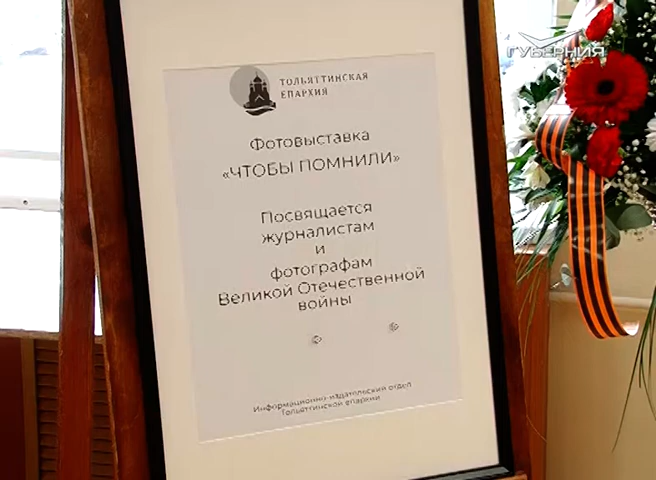 ГУБЕРНИЯ
ТОЛЬЯТТИНСКАЯ
ЕПАРХИЯ
Фотовыставка
«ЧТОБЫ ПОМНИЛИ»
Посвящается
журналистам
и
фотографам
Великой Отечественной
войны
Информационно-издательский отдел
Тольяттинской епархии